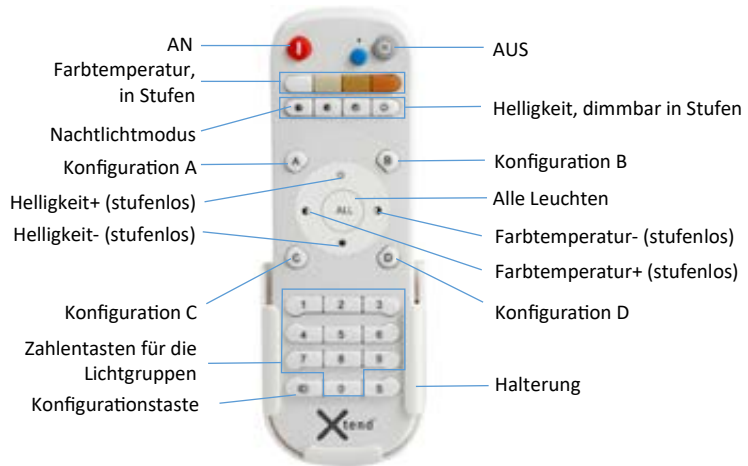 AN
AUS
Farbtemperatur,
in Stufen
Helligkeit, dimmbar in Stufen
Nachtlichtmodus
Konfiguration A
A
B
Konfiguration B
Helligkeit+ (stufenlos)
Alle Leuchten
ALL
Helligkeit- (stufenlos)
Farbtemperatur- (stufenlos)
Farbtemperatur+ (stufenlos)
C
D
Konfiguration C
Konfiguration D
1 2 3
4 5 6
Zahlentasten für die
Lichtgruppen
7 8 9
Halterung
Konfigurationstaste
ID 0 S
Xtend